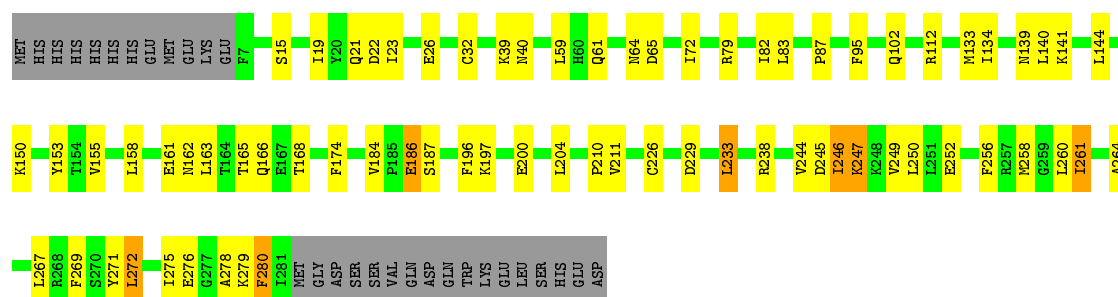 MET HIS HIS HIS HIS HIS HIS GLU MET GLU LYS GLU F7 S15 I19 Y20 Q21 D22 I23 E26 C32 K39 N40 L59 H60 Q61 N64 D65 I72 R79 I82 L83 P87 F95 Q102 R112 M133 I134 N139 L140 K141 L144
K150 Y153 T154 V155 L158 E161 N162 L163 T164 T165 Q166 E167 T168 F174 V184 P185 E186 S187 F196 K197 E200 L204 P210 V211 C226 D229 L233 R238 V244 D245 I246 K247 K248 V249 L250 L251 E252 F256 R257 M258 G259 L260 I261 A264
L267 R268 F269 S270 Y271 L272 I275 E276 G277 A278 K279 F280 I281 MET GLY ASP SER SER VAL GLN ASP GLN TRP LYS GLU LEU SER HIS GLU ASP